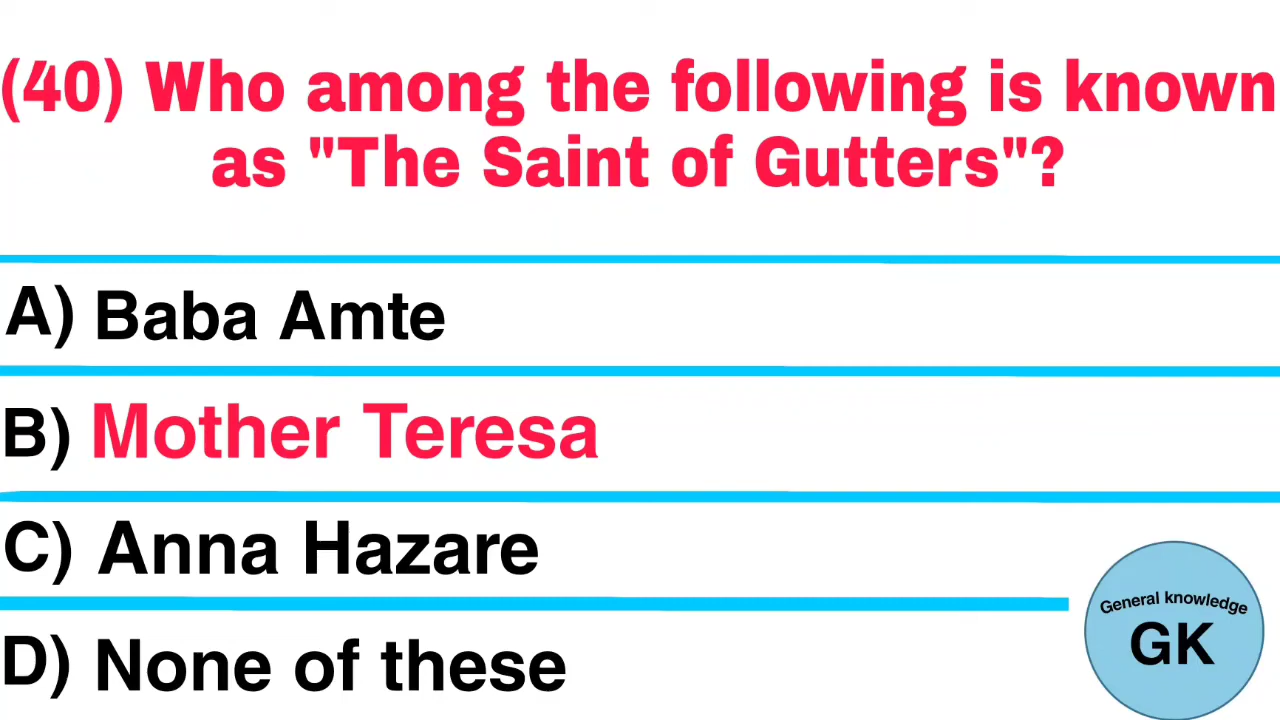 (40) Who among the following is known
as "The Saint of Gutters"?
A) Baba Amte
B) Mother Teresa
C) Anna Hazare
D) None of these
General knowledge
GK